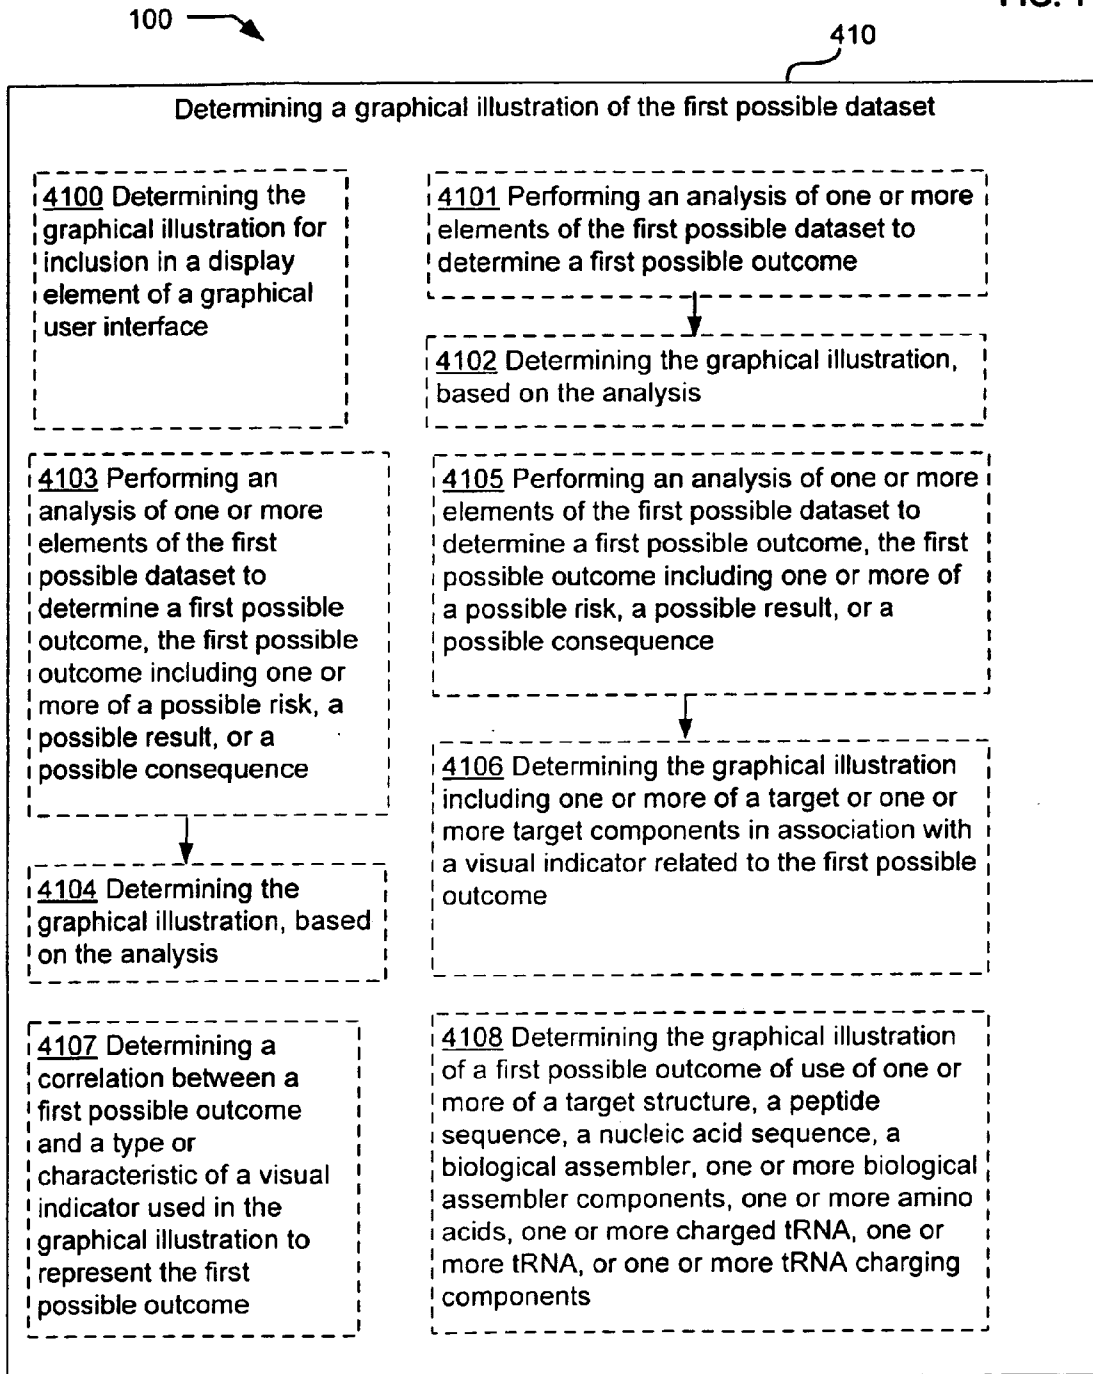 100
410
Determining a graphical illustration of the first possible dataset
4100 Determining the
graphical illustration for
inclusion in a display
element of a graphical
user interface
4101 Performing an analysis of one or more
elements of the first possible dataset to
determine a first possible outcome
4102 Determining the graphical illustration,
based on the analysis
4103 Performing an
analysis of one or more
elements of the first
possible dataset to
determine a first possible
outcome, the first possible
outcome including one or
more of a possible risk, a
possible result, or a
possible consequence
4104 Determining the
graphical illustration, based
on the analysis
4105 Performing an analysis of one or more
elements of the first possible dataset to
determine a first possible outcome, the first
possible outcome including one or more of
a possible risk, a possible result, or a
possible consequence
4106 Determining the graphical illustration
including one or more of a target or one or
more target components in association with
a visual indicator related to the first possible
outcome
4107 Determining a
correlation between a
first possible outcome
and a type or
characteristic of a visual
indicator used in the
graphical illustration to
represent the first
possible outcome
4108 Determining the graphical illustration
of a first possible outcome of use of one or
more of a target structure, a peptide
sequence, a nucleic acid sequence, a
biological assembler, one or more biological
assembler components, one or more amino
acids, one or more charged tRNA, one or
more tRNA, or one or more tRNA charging
components